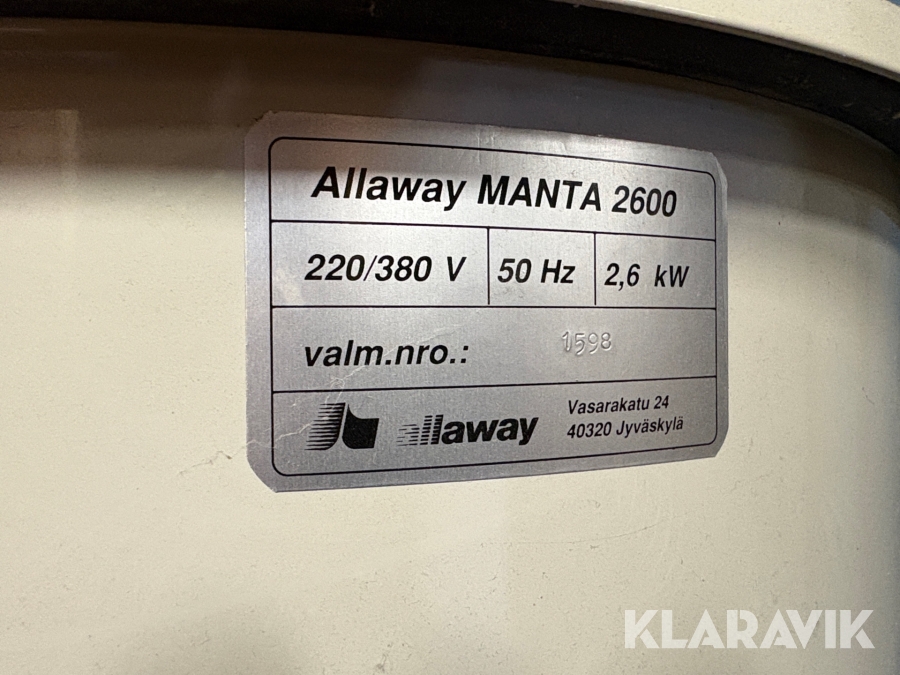 Allaway MANTA 2600
220/380 V 50 Hz 2,6 kW
valm.nro.: 1598
allaway
Vasarakatu 24
40320 Jyväskylä
KLARAVIK